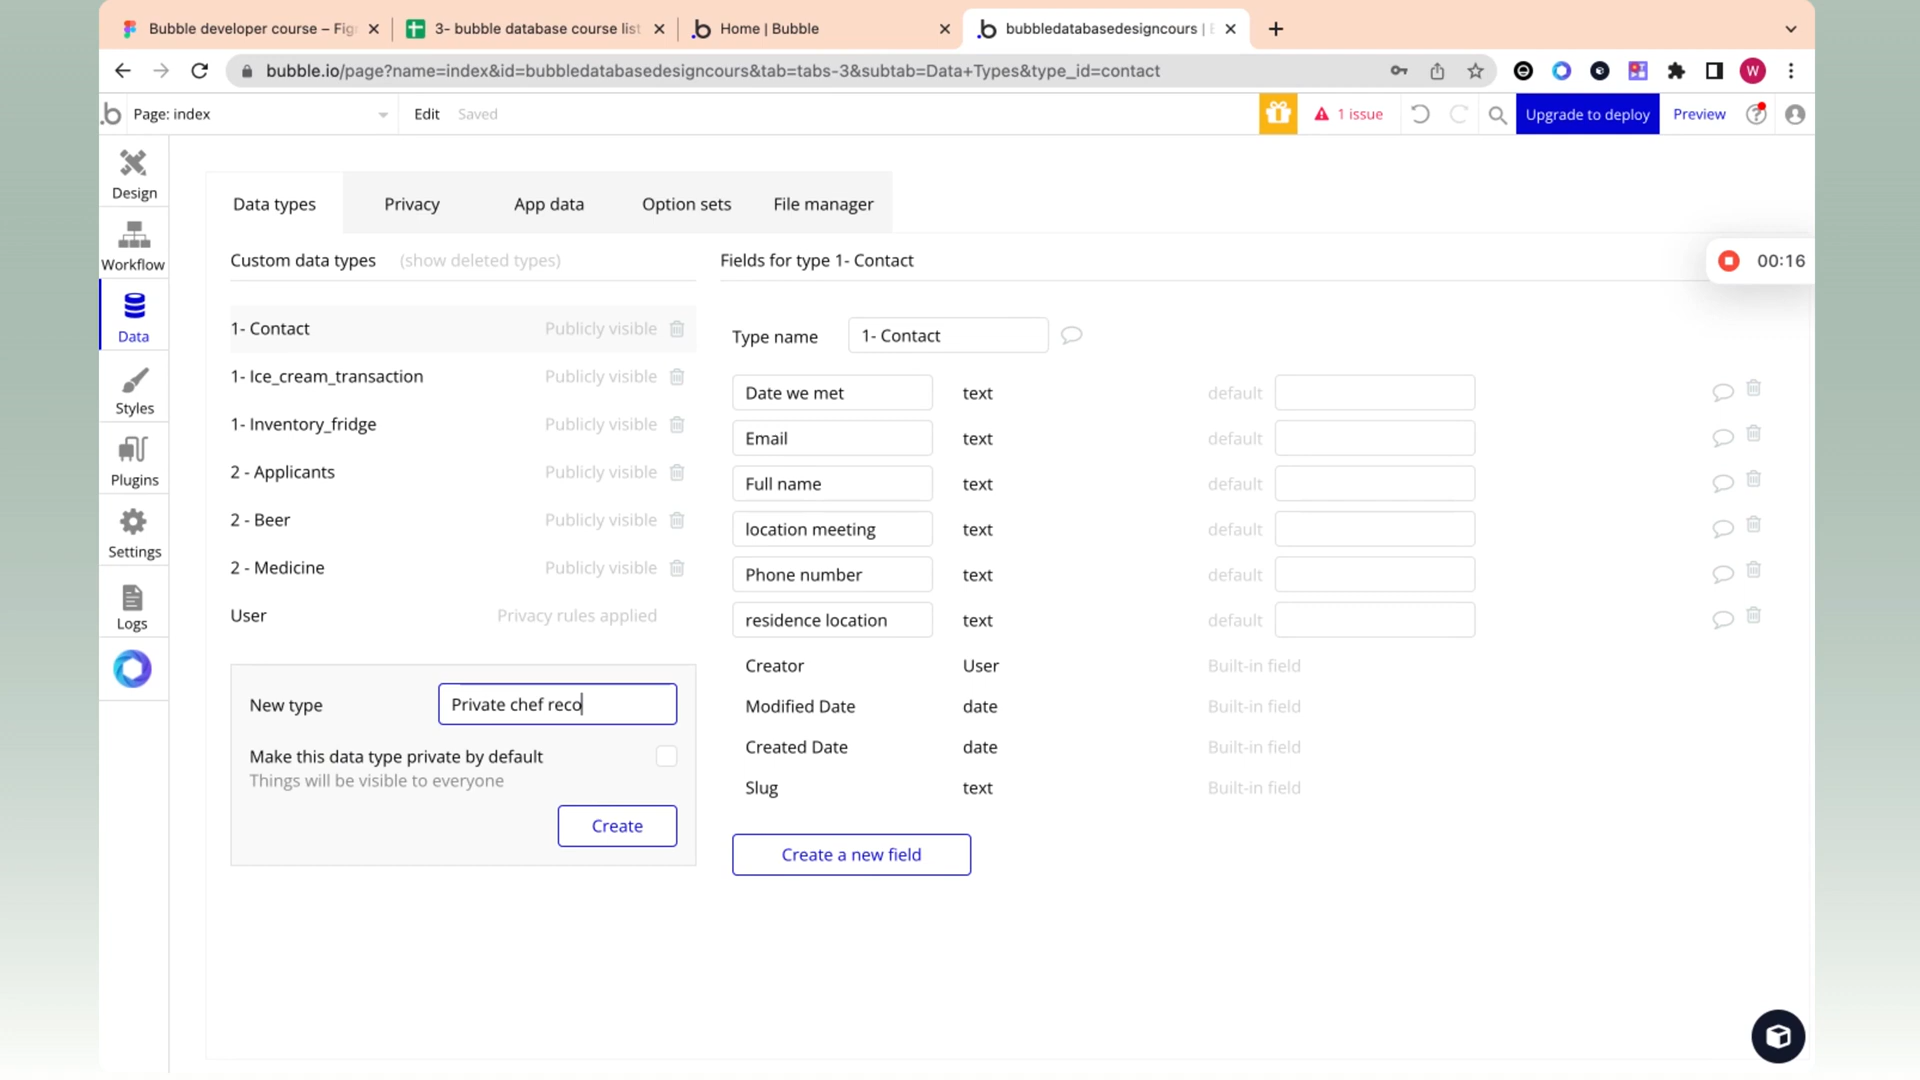 Bubble developer course – Fig
3- bubble database course list
Home | Bubble
bubbledatabasedesigncours |
bubble.io/page?name=index&id=bubbledatabasedesigncours&tab=tabs-3&subtab=Data+Types&type_id=contact
W
Page: index
Edit
Saved
1 issue
Upgrade to deploy
Preview
Design
Workflow
Data
Styles
Plugins
Settings
Logs
Data types
Privacy
App data
Option sets
File manager
Custom data types (show deleted types)
Fields for type 1- Contact
00:16
1- Contact Publicly visible
1- Ice_cream_transaction Publicly visible
1- Inventory_fridge Publicly visible
2 - Applicants Publicly visible
2 - Beer Publicly visible
2 - Medicine Publicly visible
User Privacy rules applied
New type Private chef reco
Make this data type private by default
Things will be visible to everyone
Create
Type name 1- Contact
Date we met text default
Email text default
Full name text default
location meeting text default
Phone number text default
residence location text default
Creator User Built-in field
Modified Date date Built-in field
Created Date date Built-in field
Slug text Built-in field
Create a new field